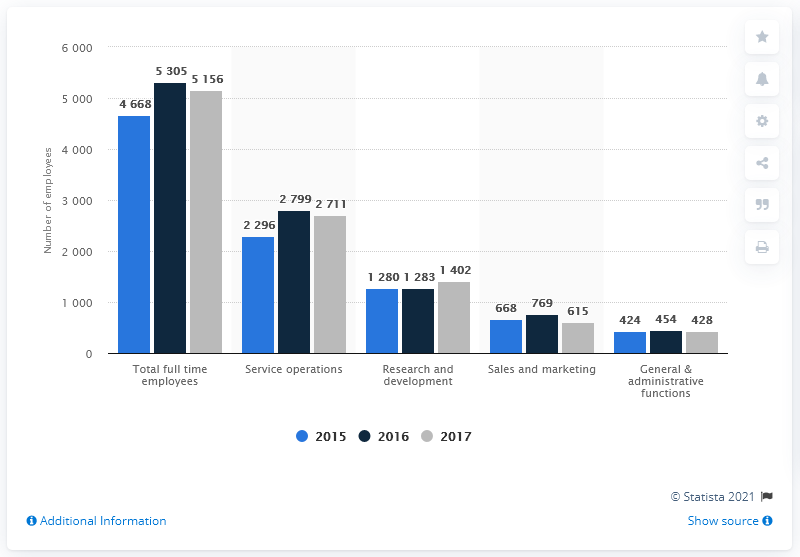 6 000
5 000
4 000
3 000
2 000
1 000
0
Number of employees
4 668
5 305
5 156
2 296
2 799
2 711
1 280
1 283
1 402
668
769
615
424
454
428
Total full time
employees
Service operations
Research and
development
Sales and marketing
General &
administrative
functions
2015
2016
2017
© Statista 2021
Additional Information
Show source